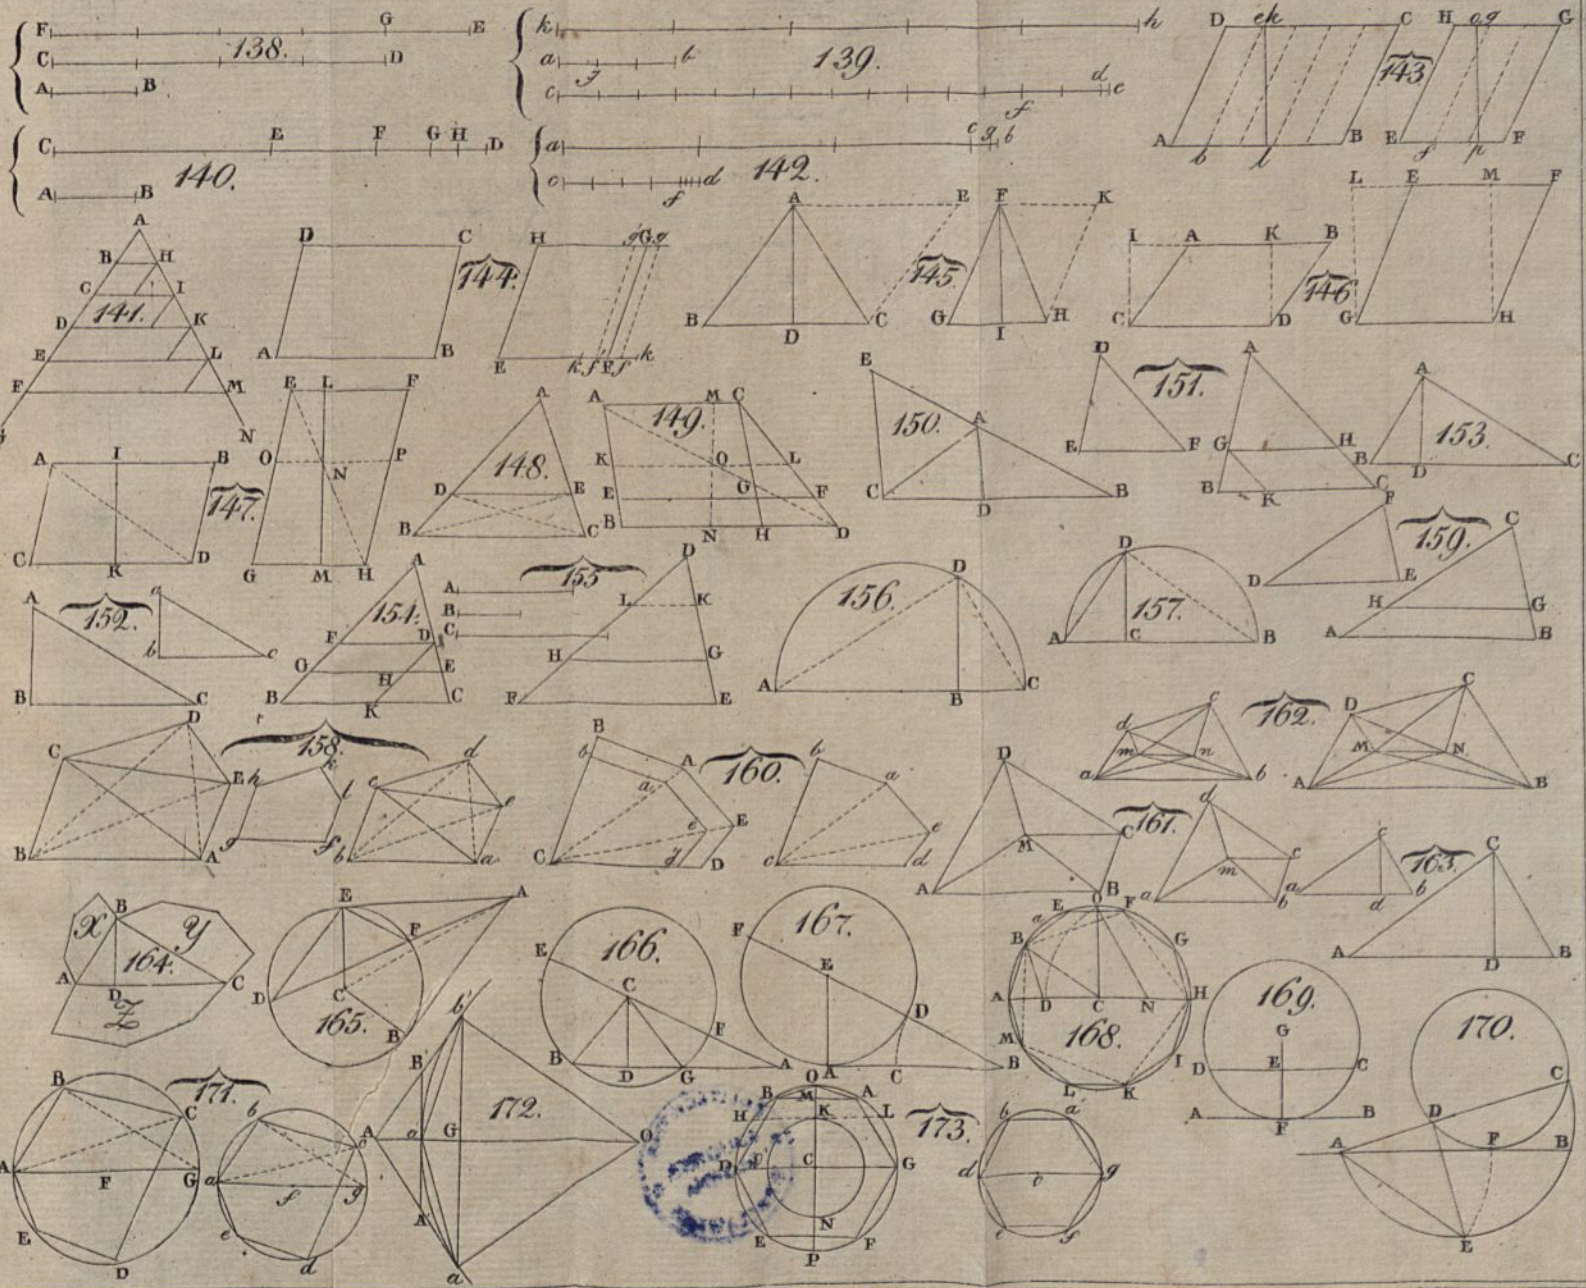 F G E
138.
C D
A B
k h
a b
139.
c f d e
D e k C H o g G
143
A b l B E f p F
C E F G H D
140.
A B
a c g b
142.
c f d
A
B H
C I
141.
D K
E L
F M
G N
D C
144.
A B
H g G g
E k f F f k
A E F K
145.
B D C G I H
I A K B
146
C D
L E M F
G H
A I B
147.
C K D
E L F
O N P
G M H
A
148.
D E
B C
A M C
149.
K O L
E G F
B N H D
E
150. A
C D B
D
151.
E F
A
G H
B K C
A
153.
B D C
A
152.
B C
a
b c
A
154.
F D
G E
H
B K C
A
155
B
C
D
L K
H G
F E
D
156.
A B C
D
157.
A C B
F
159.
D E
C
H G
A B
C D
158.
E
B A
h k
l
g f
c d
e
b a
B
b
160.
a A
e E
C f D
b a
e
c d
D
161.
M C
A B
d
m c
a b
d c
162.
m n
a b
D C
M N
A B
c
163.
a d b
C
A D B
X B Y
164.
A D C
Z
E A
F
D C
165. B
E
166.
C
F
B D G A
167.
F
E
D
A C B
E O F
a
B G
A D C N H
M 168. I
L K
169.
G
D E C
A F B
170.
C
D
A F B
E
171.
B C
A F G
E D
b c
a f g
e d
b
B
172.
A a G O
A
a
O
B M A
H K L
173.
D C G
N
E F
P
b a
d c g
e f